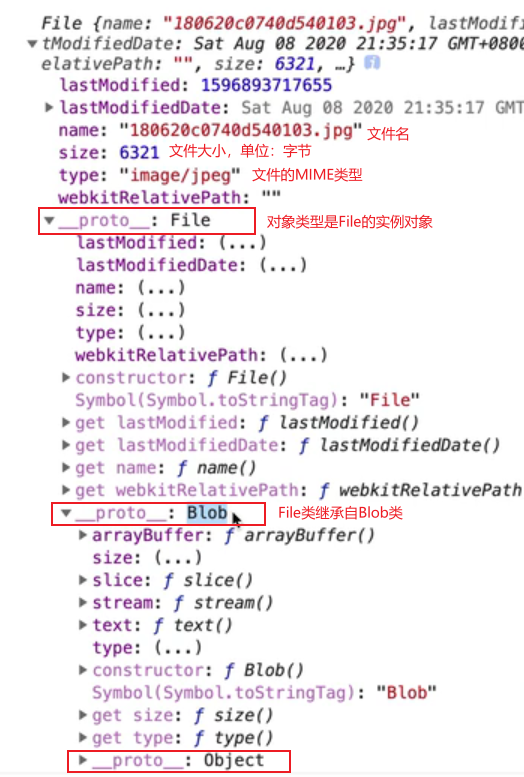 File {name: "180620c0740d540103.jpg", lastModif
tModifiedDate: Sat Aug 08 2020 21:35:17 GMT+080
elativePath: "", size: 6321, …}
lastModified: 1596893717655
lastModifiedDate: Sat Aug 08 2020 21:35:17 GMT
name: "180620c0740d540103.jpg" 文件名
size: 6321 文件大小，单位：字节
type: "image/jpeg" 文件的MIME类型
webkitRelativePath: ""
__proto__: File 对象类型是File的实例对象
lastModified: (...)
lastModifiedDate: (...)
name: (...)
size: (...)
type: (...)
webkitRelativePath: (...)
constructor: ƒ File()
Symbol(Symbol.toStringTag): "File"
get lastModified: ƒ lastModified()
get lastModifiedDate: ƒ lastModifiedDate()
get name: ƒ name()
get webkitRelativePath: ƒ webkitRelativePath
__proto__: Blob File类继承自Blob类
arrayBuffer: ƒ arrayBuffer()
size: (...)
slice: ƒ slice()
stream: ƒ stream()
text: ƒ text()
type: (...)
constructor: ƒ Blob()
Symbol(Symbol.toStringTag): "Blob"
get size: ƒ size()
get type: ƒ type()
__proto__: Object